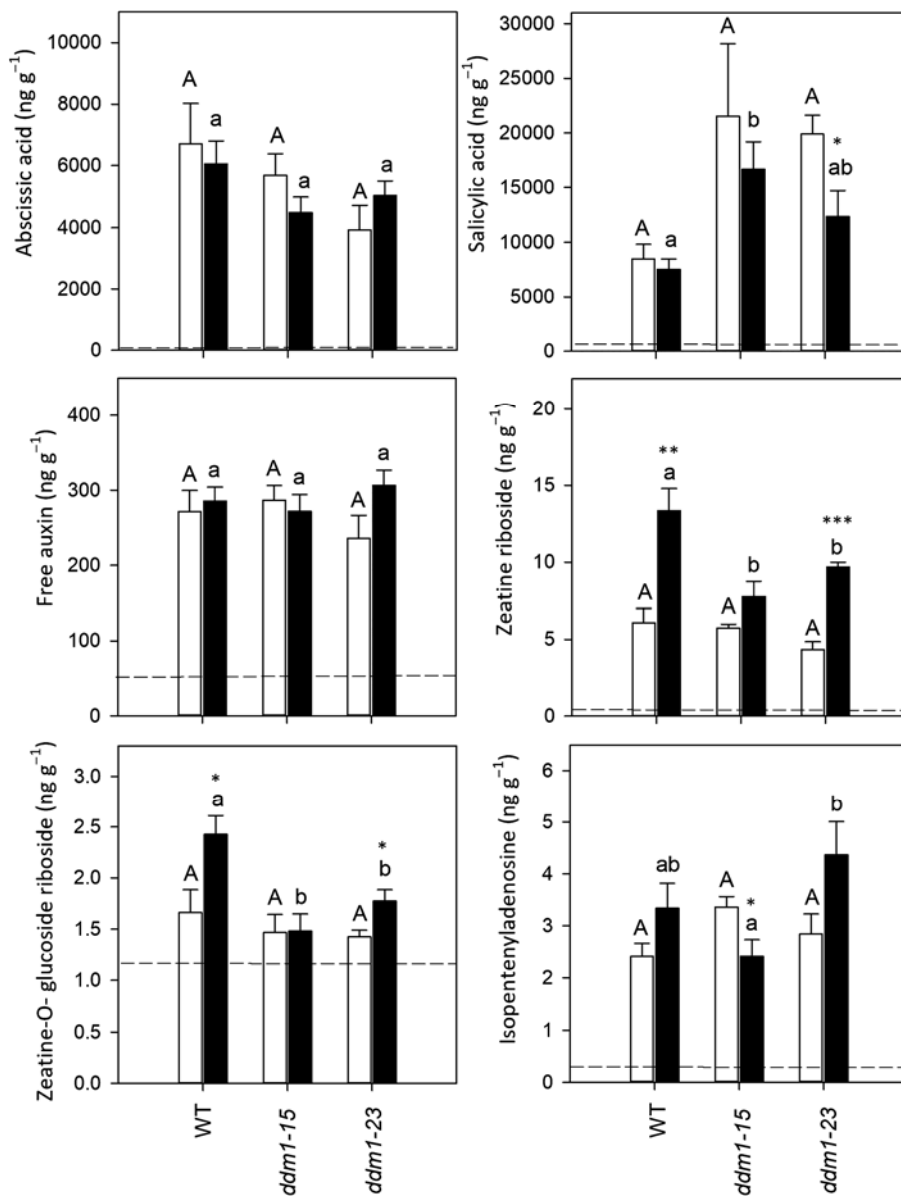 Abscissic acid (ng g⁻¹)
10000
8000
6000
4000
2000
0
A
a
A
a
A
a
Salicylic acid (ng g⁻¹)
30000
25000
20000
15000
10000
5000
0
A
a
A
b
A
*
ab
Free auxin (ng g⁻¹)
400
300
200
100
0
A
a
A
a
A
a
Zeatine riboside (ng g⁻¹)
20
15
10
5
0
A
**
a
A
b
A
***
b
Zeatine-O- glucoside riboside (ng g⁻¹)
3.0
2.5
2.0
1.5
1.0
0.5
0.0
A
*
a
A
b
A
*
b
WT
ddm1-15
ddm1-23
Isopentenyladenosine (ng g⁻¹)
6
5
4
3
2
1
0
A
ab
A
*
a
A
b
WT
ddm1-15
ddm1-23